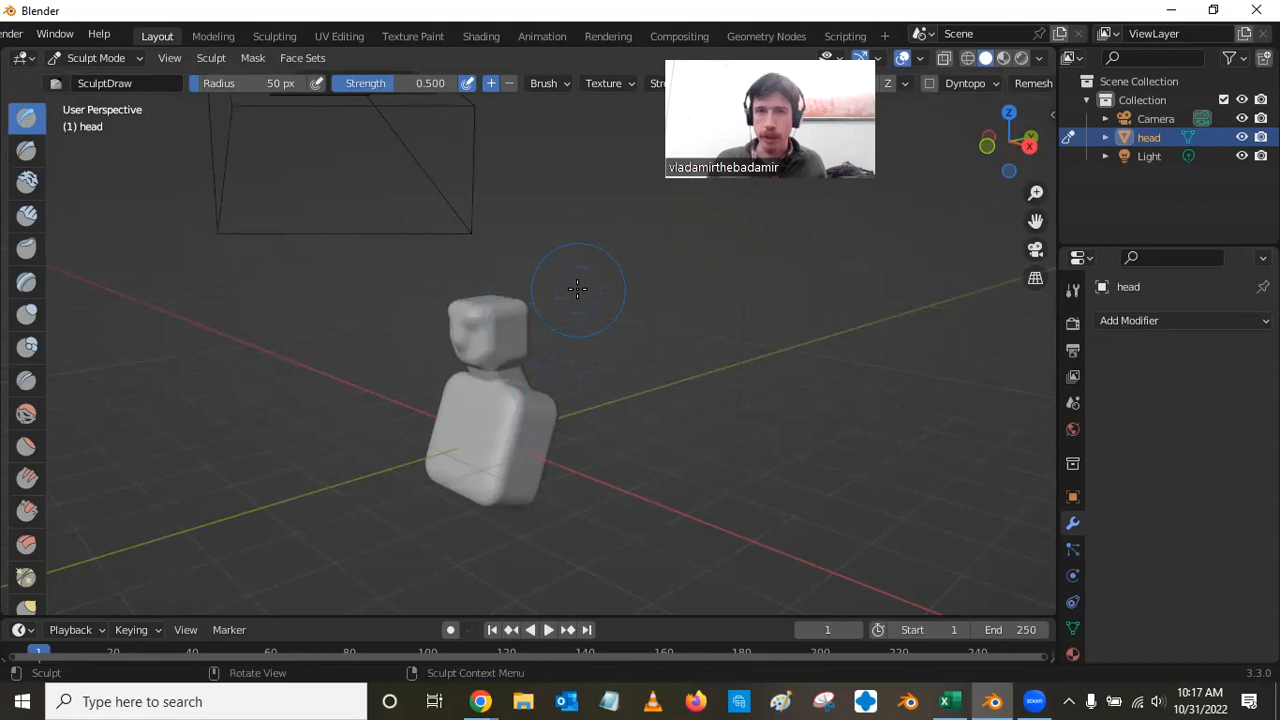 Blender
nder Window Help Layout Modeling Sculpting UV Editing Texture Paint Shading Animation Rendering Compositing Geometry Nodes Scripting + Scene ViewLayer
Sculpt Mode View Sculpt Mask Face Sets
SculptDraw Radius 50 px Strength 0.500 + − Brush Texture Str Z Dyntopo Remesh
User Perspective
(1) head
vladamirthebadamir
Z
Y
X
Scene Collection
Collection
Camera
head
Light
head
Add Modifier
Playback Keying View Marker 1 Start 1 End 250
1 20 40 60 80 100 120 140 160 180 200 220 240
Sculpt Rotate View Sculpt Context Menu 3.3.0
Type here to search zoom 10:17 AM
10/31/2022